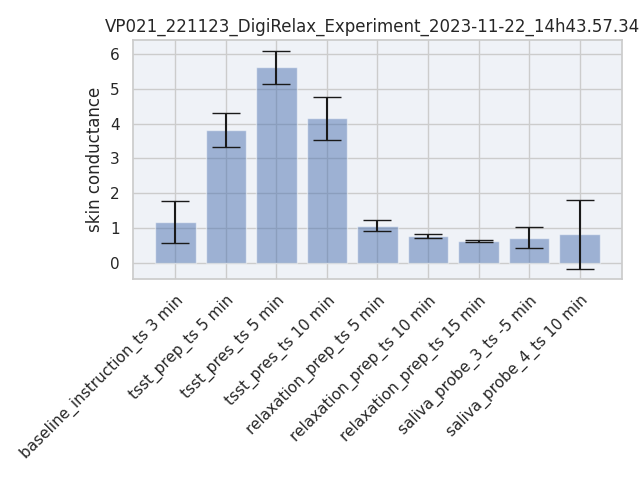 VP021_221123_DigiRelax_Experiment_2023-11-22_14h43.57.34
skin conductance
6
5
4
3
2
1
0
baseline_instruction_ts 3 min
tsst_prep_ts 5 min
tsst_pres_ts 5 min
tsst_pres_ts 10 min
relaxation_prep_ts 5 min
relaxation_prep_ts 10 min
relaxation_prep_ts 15 min
saliva_probe_3_ts -5 min
saliva_probe_4_ts 10 min